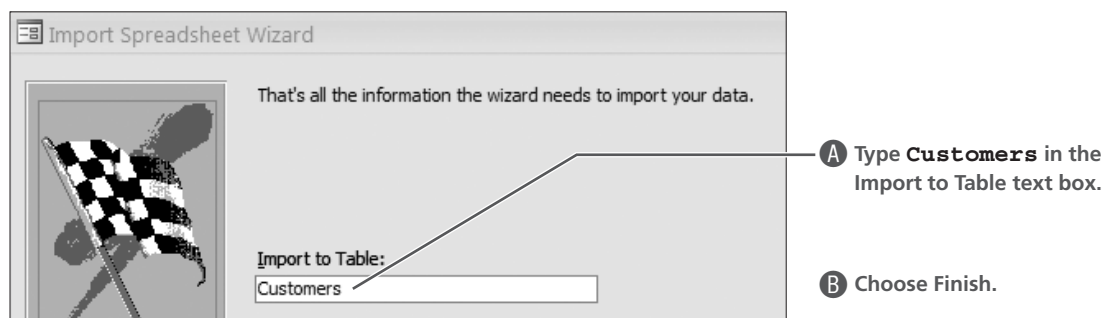 Import Spreadsheet Wizard
That's all the information the wizard needs to import your data.
A Type Customers in the
Import to Table text box.
Import to Table:
Customers
B Choose Finish.